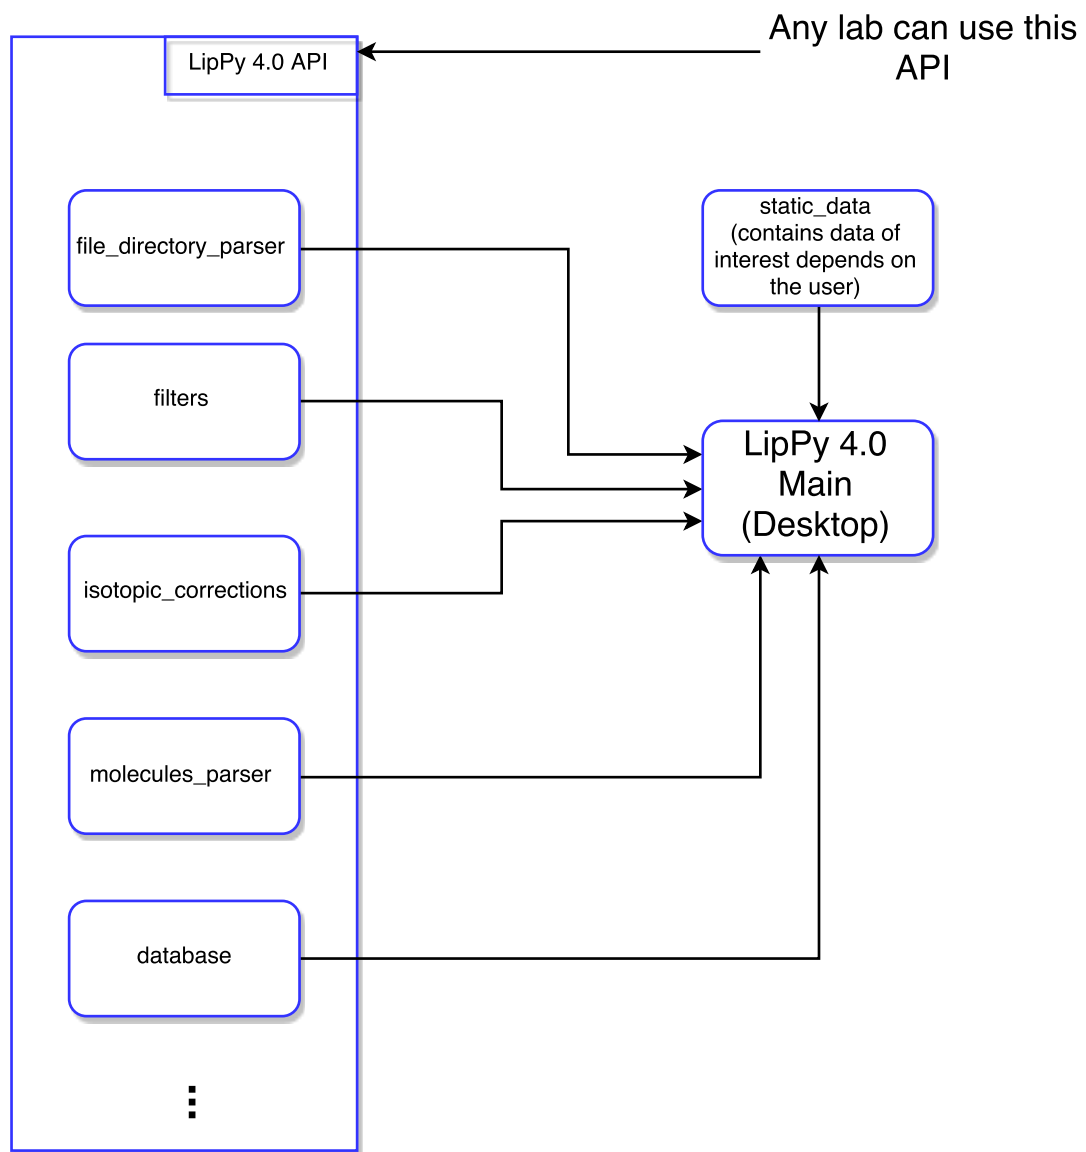 Any lab can use this
API
LipPy 4.0 API
file_directory_parser
static_data
(contains data of
interest depends on
the user)
filters
LipPy 4.0
Main
(Desktop)
isotopic_corrections
molecules_parser
database
⋮